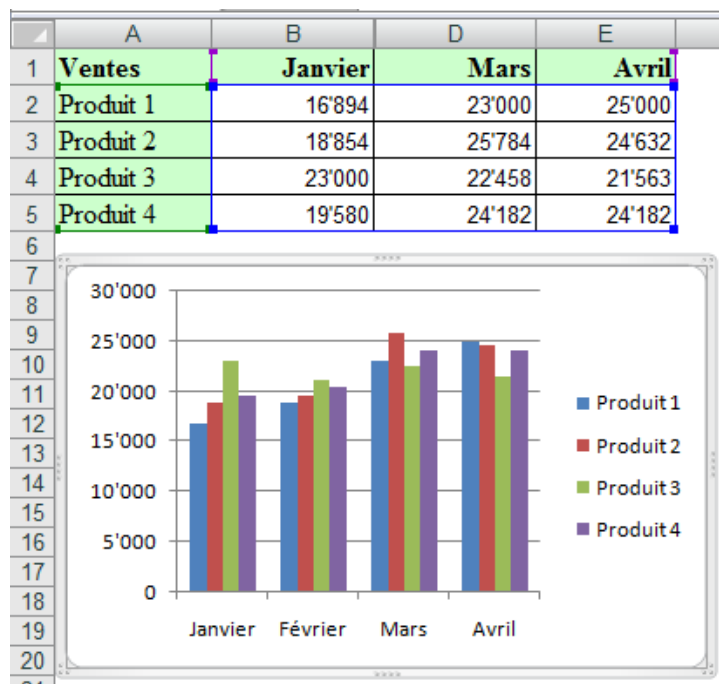 A B D E
1 Ventes Janvier Mars Avril
2 Produit 1 16'894 23'000 25'000
3 Produit 2 18'854 25'784 24'632
4 Produit 3 23'000 22'458 21'563
5 Produit 4 19'580 24'182 24'182
6
7
8
9
10
11
12
13
14
15
16
17
18
19
20
30'000
25'000
20'000
15'000
10'000
5'000
0
Janvier Février Mars Avril
Produit 1
Produit 2
Produit 3
Produit 4